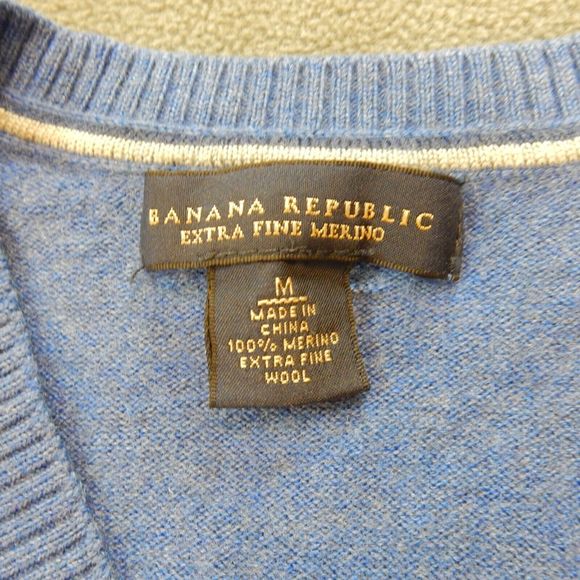 BANANA REPUBLIC
EXTRA FINE MERINO
M
MADE IN
CHINA
100% MERINO
EXTRA FINE
WOOL